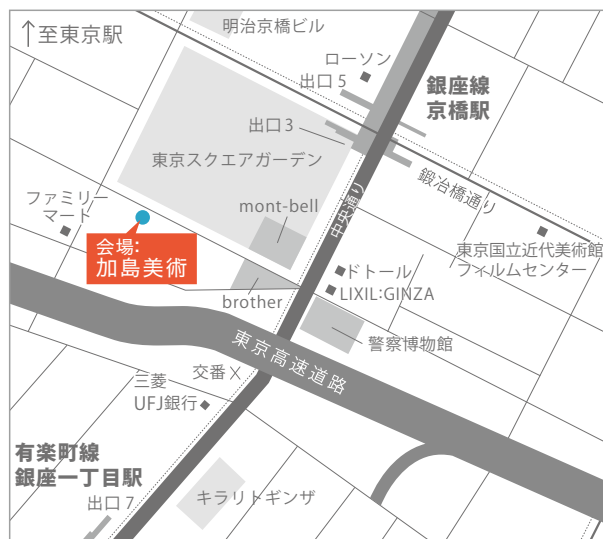 明治京橋ビル
↑至東京駅
ローソン
出口 5
銀座線
京橋駅
出口 3
東京スクエアガーデン
鍛冶橋通り
中央通り
ファミリー
マート
mont-bell
会場:
加島美術
東京国立近代美術館
フィルムセンター
ドトール
LIXIL:GINZA
brother
警察博物館
東京高速道路
交番 X
三菱
UFJ銀行
有楽町線
銀座一丁目駅
出口 7
キラリトギンザ